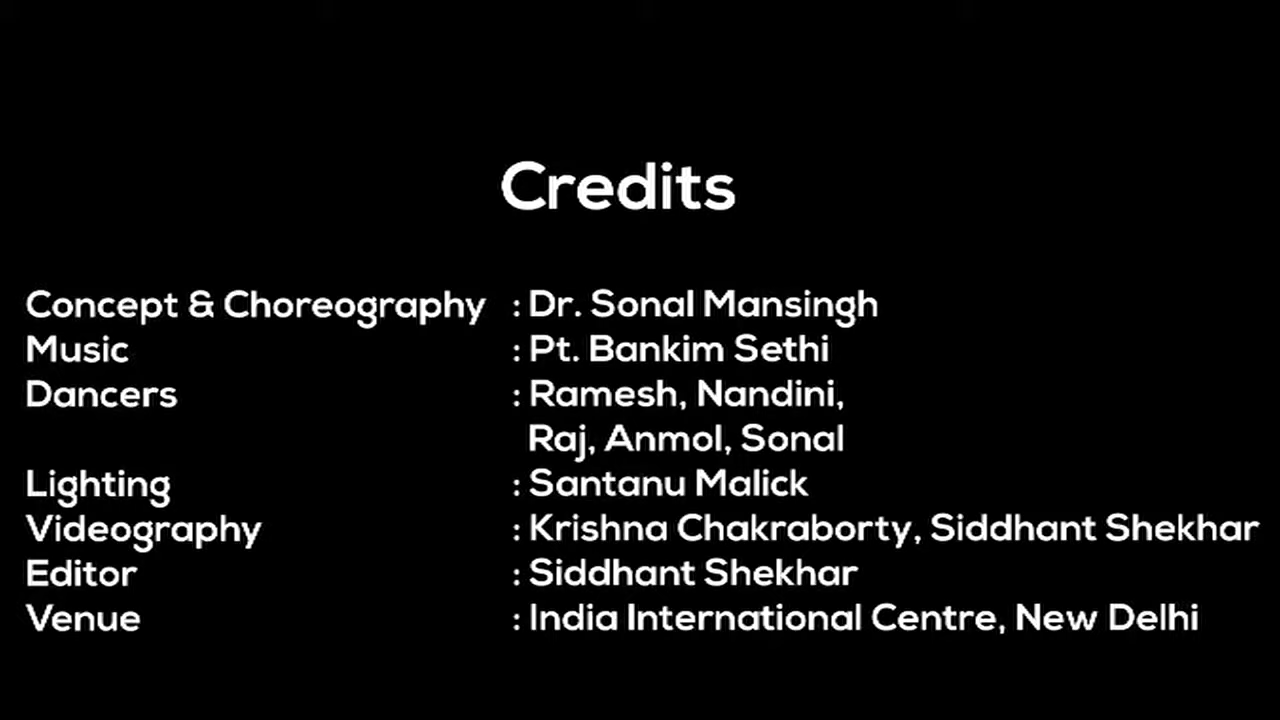 Credits
Concept & Choreography : Dr. Sonal Mansingh
Music : Pt. Bankim Sethi
Dancers : Ramesh, Nandini,
Raj, Anmol, Sonal
Lighting : Santanu Malick
Videography : Krishna Chakraborty, Siddhant Shekhar
Editor : Siddhant Shekhar
Venue : India International Centre, New Delhi